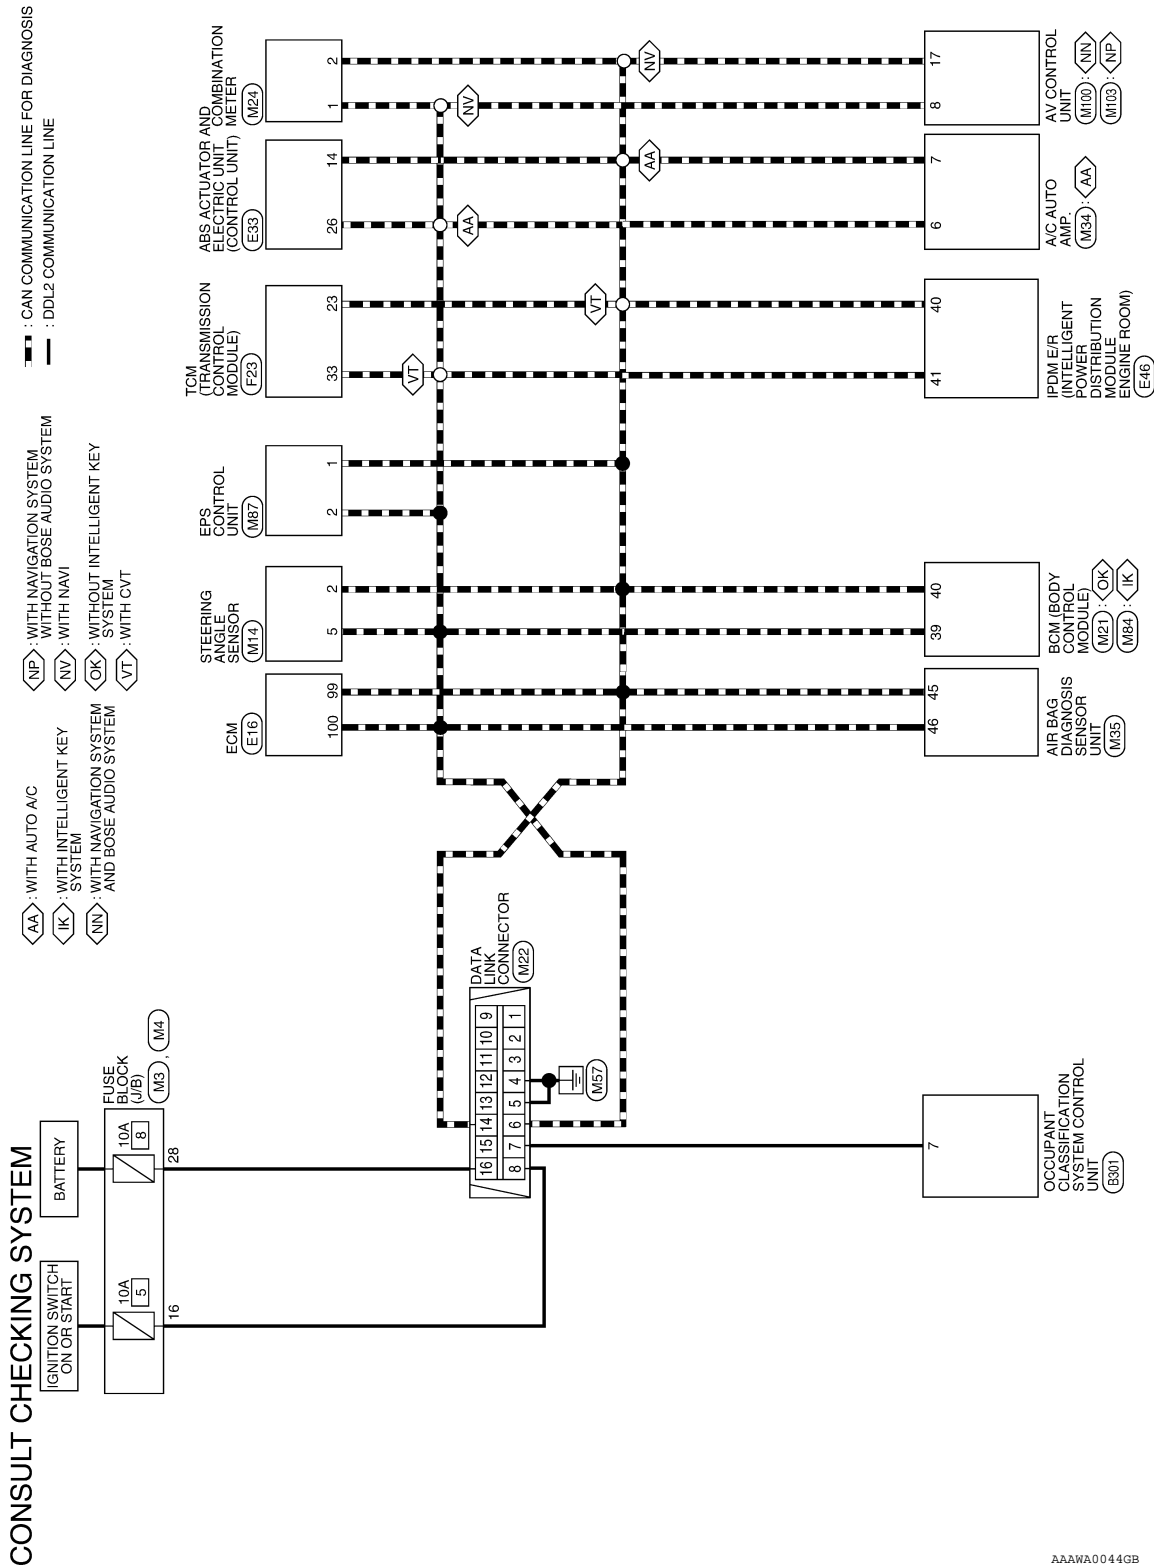 CONSULT CHECKING SYSTEM
IGNITION SWITCH
ON OR START
BATTERY
10A
5
16
10A
8
28
FUSE
BLOCK
(J/B)
M3 , M4
AA : WITH AUTO A/C
IK : WITH INTELLIGENT KEY
SYSTEM
NN : WITH NAVIGATION SYSTEM
AND BOSE AUDIO SYSTEM
NP : WITH NAVIGATION SYSTEM
WITHOUT BOSE AUDIO SYSTEM
NV : WITH NAVI
OK : WITHOUT INTELLIGENT KEY
SYSTEM
VT : WITH CVT
: CAN COMMUNICATION LINE FOR DIAGNOSIS
: DDL2 COMMUNICATION LINE
ECM
E16
100 99
STEERING
ANGLE
SENSOR
M14
5 2
EPS
CONTROL
UNIT
M87
2 1
TCM
(TRANSMISSION
CONTROL
MODULE)
F23
33 23
ABS ACTUATOR AND
ELECTRIC UNIT
(CONTROL UNIT)
E33
26 14
COMBINATION
METER
M24
1 2
VT
AA
NV
VT
AA
NV
DATA
LINK
CONNECTOR
M22
16 15 14 13 12 11 10 9
8 7 6 5 4 3 2 1
M57
7
OCCUPANT
CLASSIFICATION
SYSTEM CONTROL
UNIT
B301
46 45
AIR BAG
DIAGNOSIS
SENSOR
UNIT
M35
39 40
BCM (BODY
CONTROL
MODULE)
M21 : OK
M84 : IK
41 40
IPDM E/R
(INTELLIGENT
POWER
DISTRIBUTION
MODULE
ENGINE ROOM)
E46
6 7
A/C AUTO
AMP.
M34 : AA
8 17
AV CONTROL
UNIT
M100 : NN
M103 : NP
AAAWA0044GB